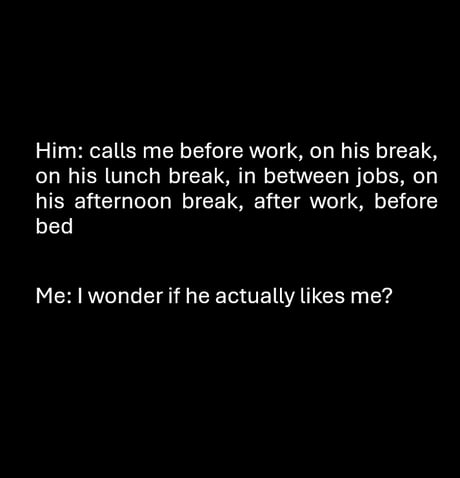 Him: calls me before work, on his break,
on his lunch break, in between jobs, on
his afternoon break, after work, before
bed
Me: I wonder if he actually likes me?